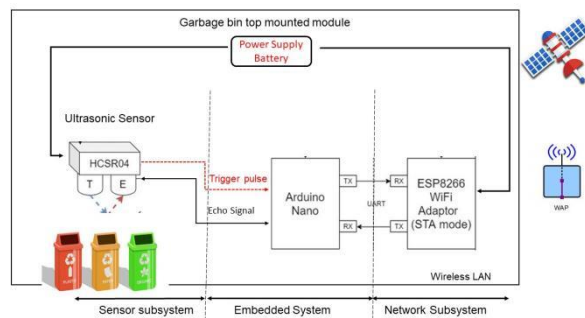 Garbage bin top mounted module
Power Supply
Battery
Ultrasonic Sensor
HCSR04
T
E
Trigger pulse
Echo Signal
Arduino
Nano
TX
RX
UART
RX
TX
ESP8266
WiFi
Adaptor
(STA mode)
WAP
Wireless LAN
Sensor subsystem
Embedded System
Network Subsystem